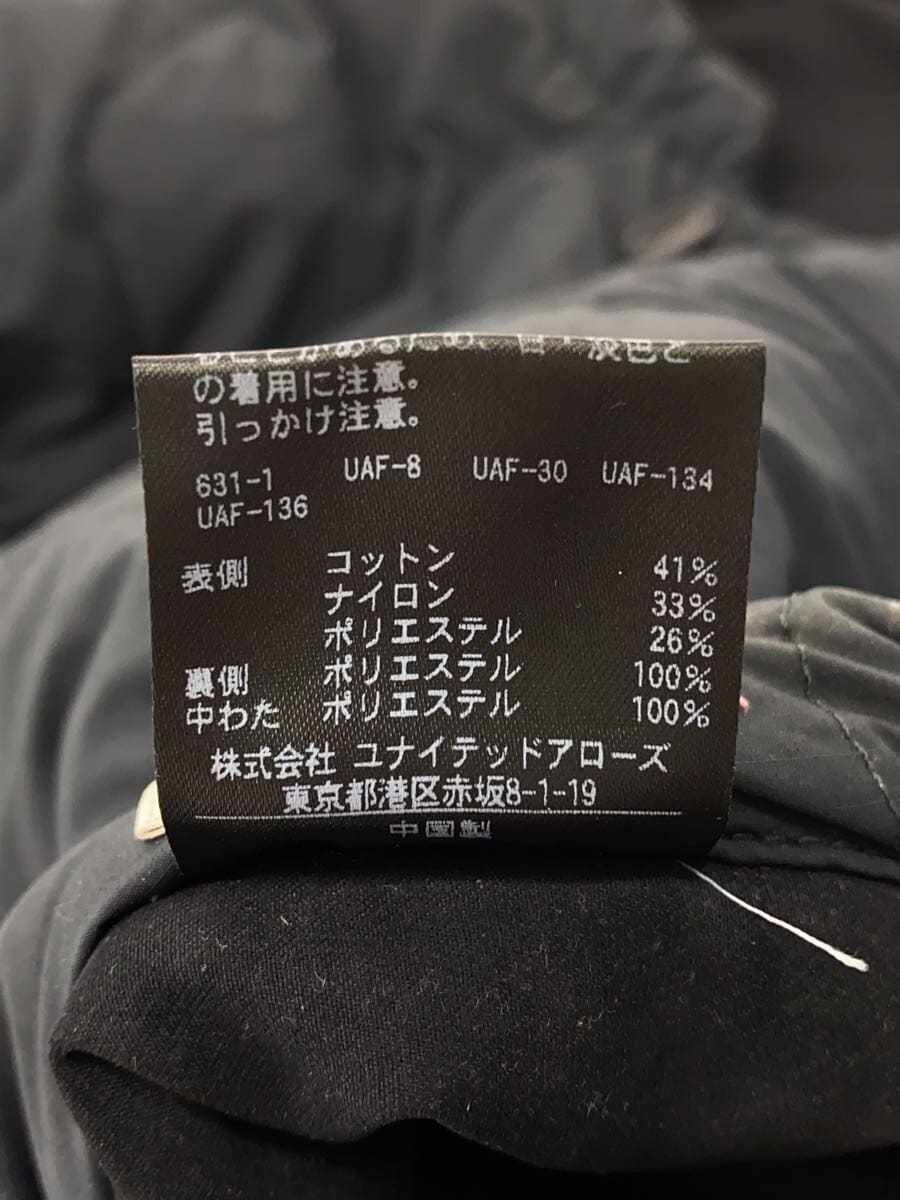 の着用に注意。
引っかけ注意。
631-1 UAF-8 UAF-30 UAF-134
UAF-136
表側 コットン 41%
ナイロン 33%
ポリエステル 26%
裏側 ポリエステル 100%
中わた ポリエステル 100%
株式会社 ユナイテッドアローズ
東京都港区赤坂8-1-19
中国製